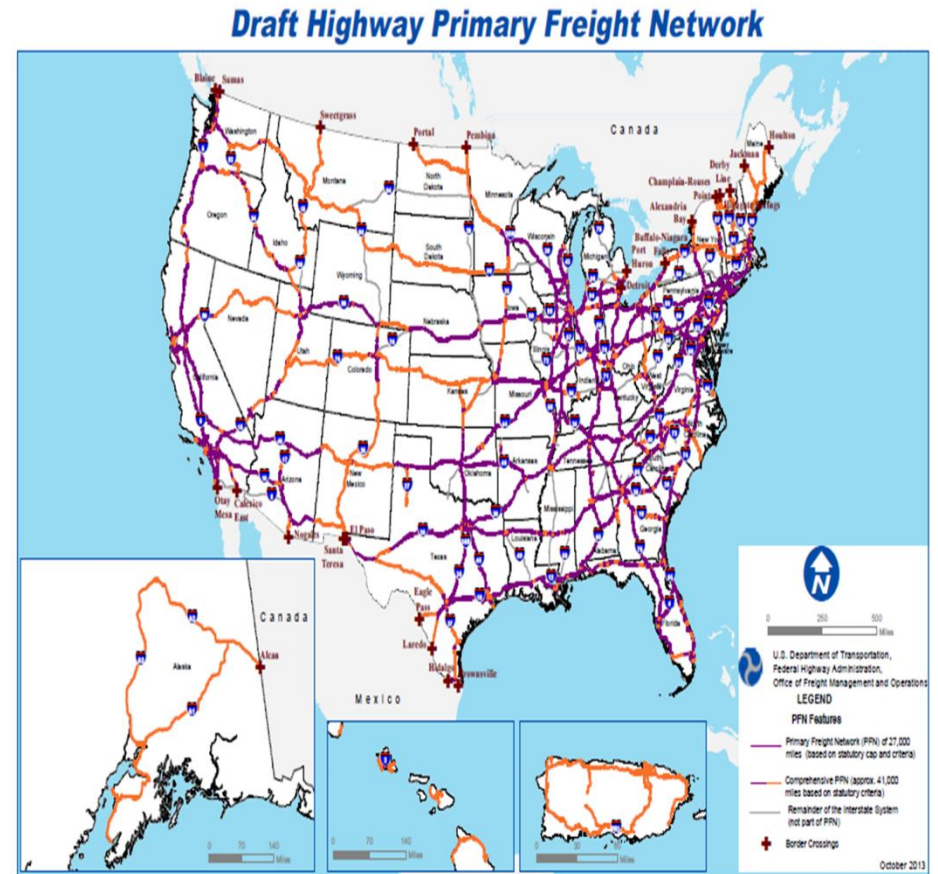 Draft Highway Primary Freight Network
Blaine
Sumas
Sweetgrass
Portal
Pembina
Canada
Houlton
Maine
Jackman
Derby
Line
Champlain-Rouses
Point
Alexandria
Bay
Buffalo-Niagara
Falls
Port
Huron
Detroit
Washington
Montana
North
Dakota
Minnesota
Oregon
Idaho
South
Dakota
Wisconsin
Michigan
New York
Wyoming
Iowa
Pennsylvania
Nevada
Nebraska
Utah
Colorado
Illinois
Ohio
West
Virginia
Virginia
California
Kansas
Missouri
Kentucky
Arizona
New
Mexico
Oklahoma
Arkansas
Tennessee
Mississippi
Alabama
Georgia
Texas
Louisiana
Florida
Otay
Mesa
Calexico
East
Nogales
Santa
Teresa
El Paso
Eagle
Pass
Laredo
Hidalgo
Brownsville
Mexico
Canada
Alaska
Alcan
0 70 140
Miles
0 70 140
Miles
0 30 60
Miles
N
0 250 500
Miles
U.S. Department of Transportation,
Federal Highway Administration,
Office of Freight Management and Operations
LEGEND
PFN Features
Primary Freight Network (PFN) of 27,000
miles (based on statutory cap and criteria)
Comprehensive PFN (approx. 41,000
miles based on statutory criteria)
Remainder of the Interstate System
(not part of PFN)
Border Crossings
October 2013